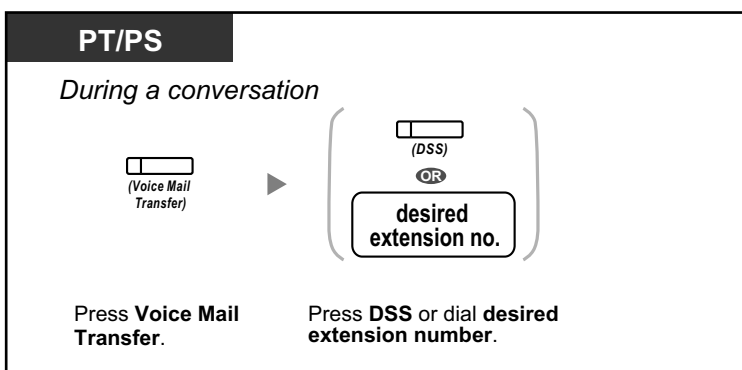 PT/PS
During a conversation
(Voice Mail
Transfer)
(DSS)
OR
desired
extension no.
Press Voice Mail
Transfer.
Press DSS or dial desired
extension number.